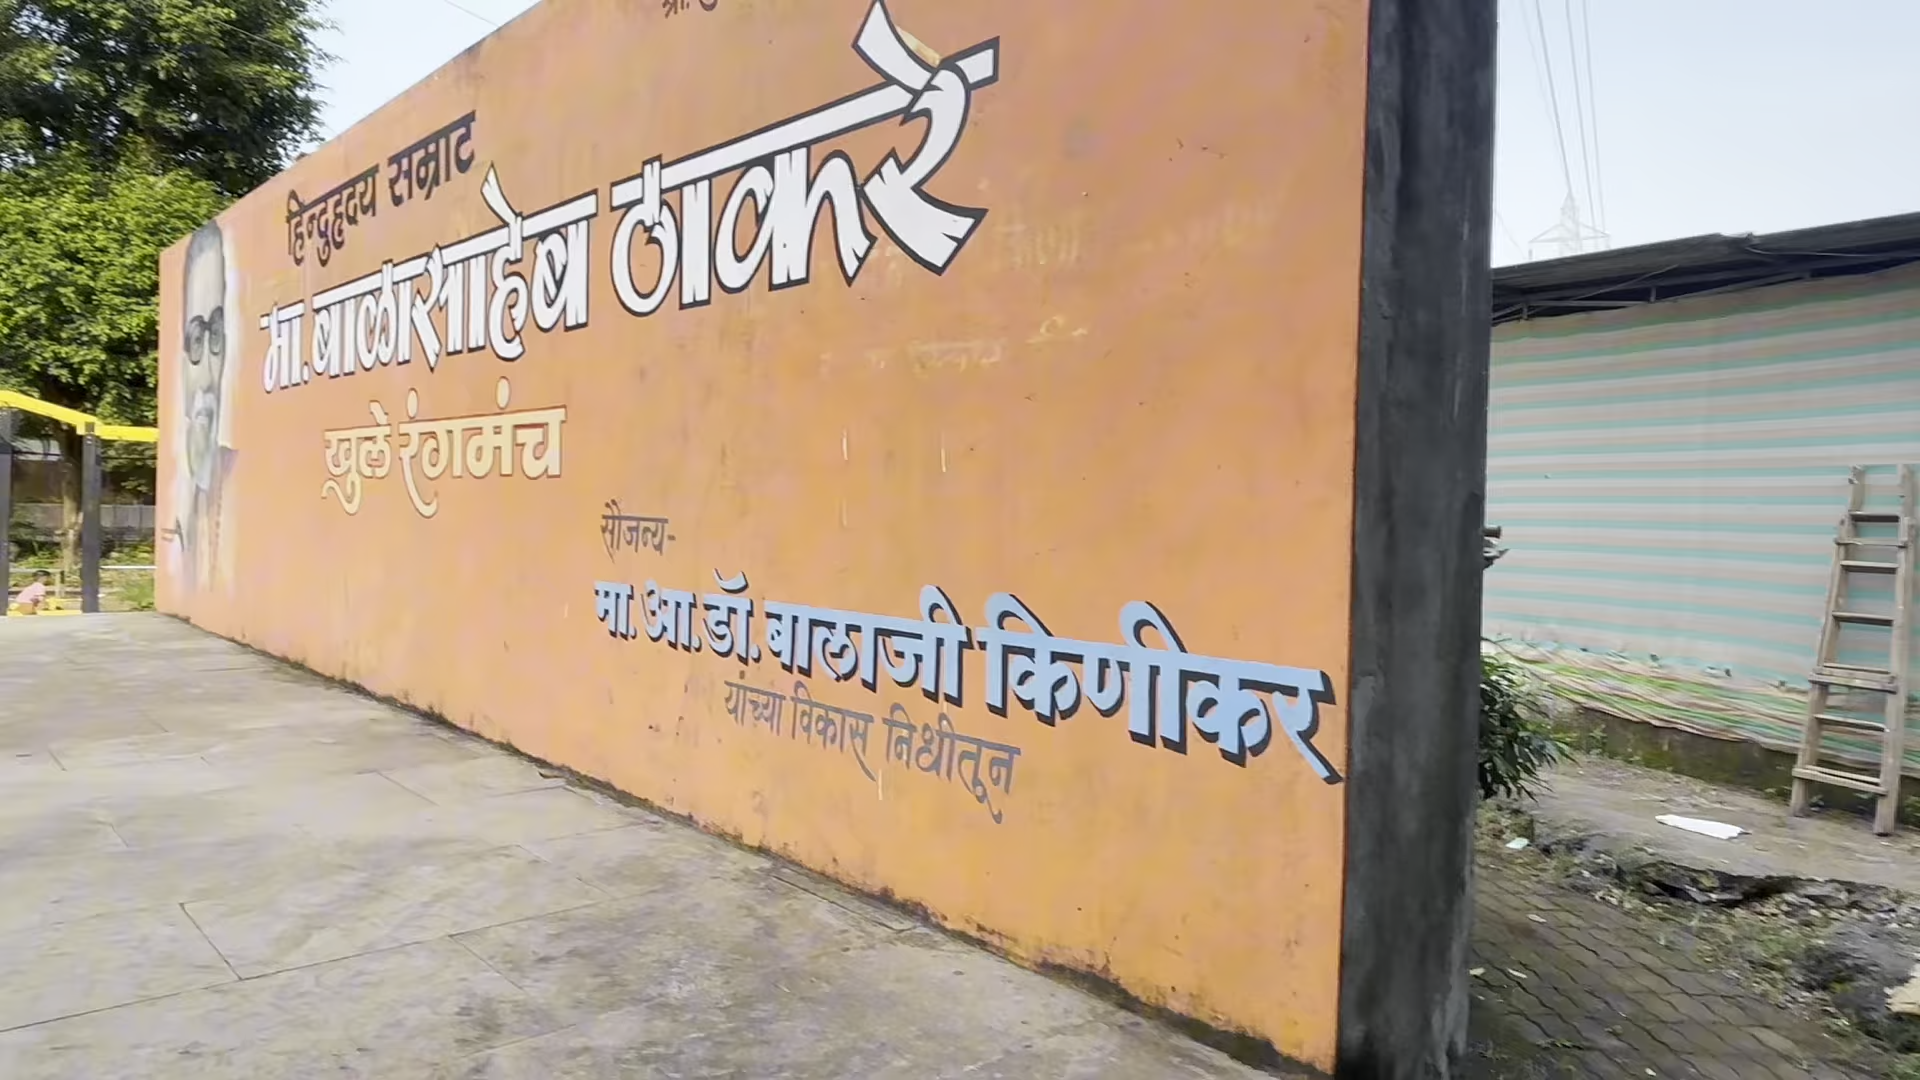 हिन्दुहृदय सम्राट
मा. बाळासाहेब ठाकरे
खुले रंगमंच
सौजन्य-
मा. आ. डॉ. बालाजी किणीकर
यांच्या विकास निधीतून